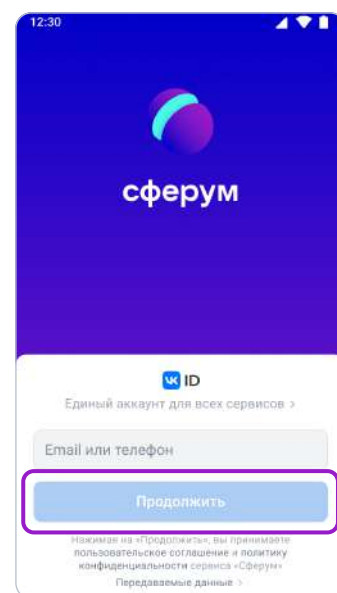 12:30
сферум
VK ID
Единый аккаунт для всех сервисов >
Email или телефон
Продолжить
Нажимая на «Продолжить», вы принимаете
пользовательское соглашение и политику
конфиденциальности сервиса «Сферум»
Передаваемые данные >